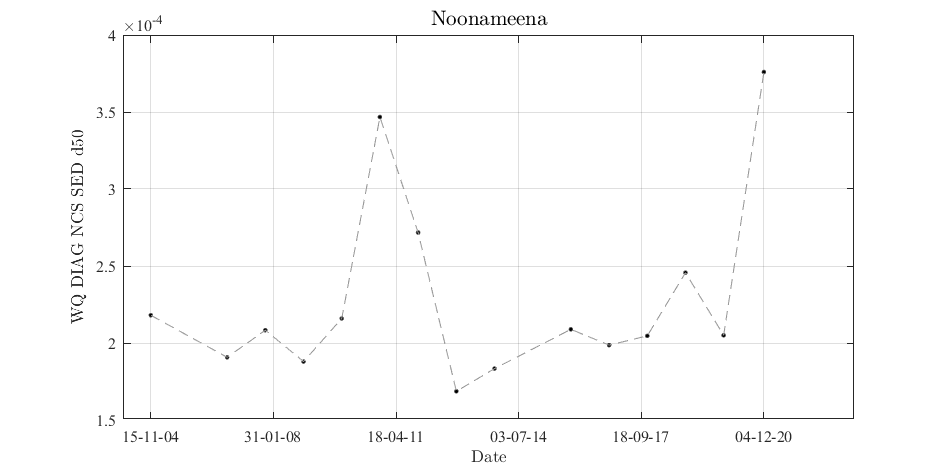 Noonameena
×10-4
4
3.5
3
2.5
2
1.5
WQ DIAG NCS SED d50
15-11-04 31-01-08 18-04-11 03-07-14 18-09-17 04-12-20
Date